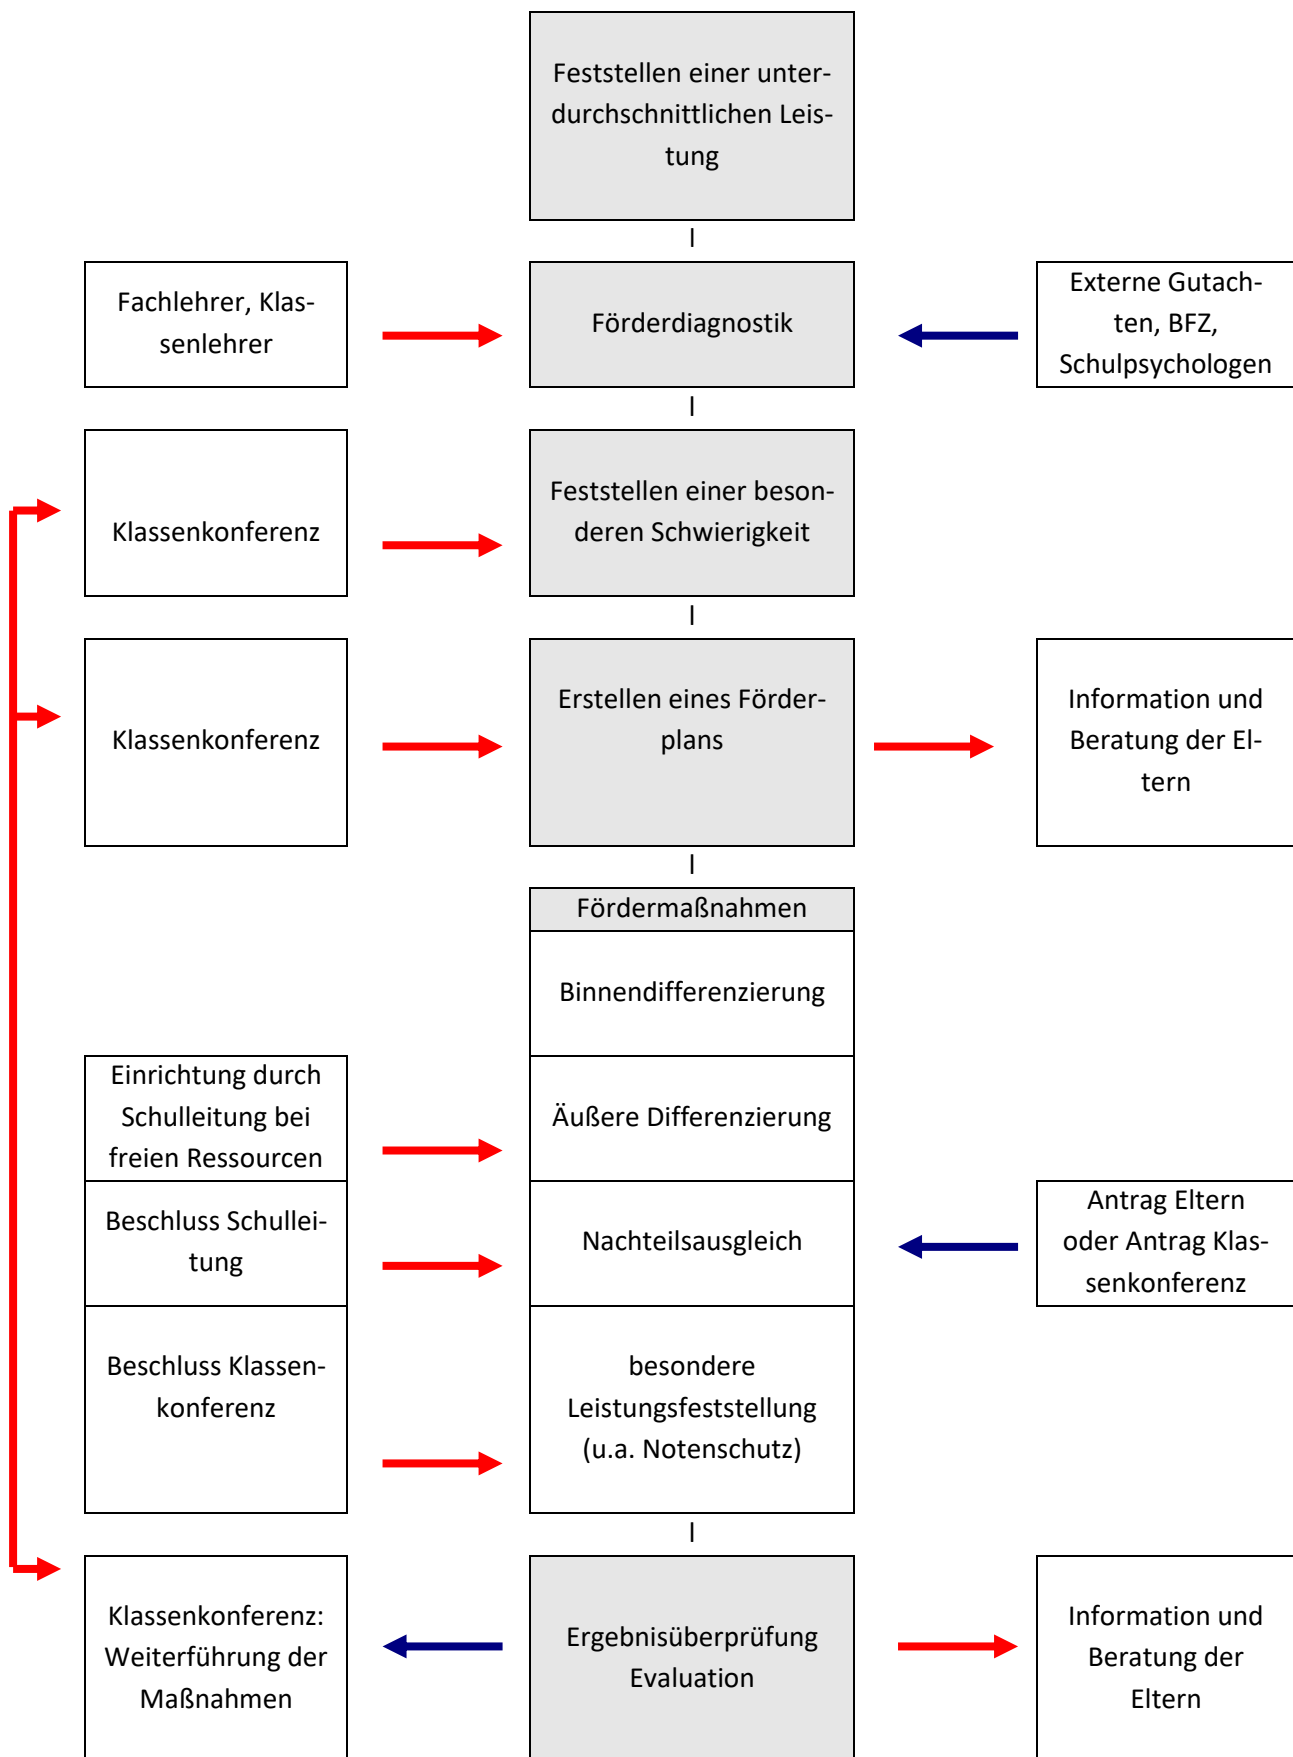 Feststellen einer unter-
durchschnittlichen Leis-
tung
Fachlehrer, Klas-
senlehrer
Förderdiagnostik
Externe Gutach-
ten, BFZ,
Schulpsychologen
Klassenkonferenz
Feststellen einer beson-
deren Schwierigkeit
Klassenkonferenz
Erstellen eines Förder-
plans
Information und
Beratung der El-
tern
Fördermaßnahmen
Binnendifferenzierung
Einrichtung durch
Schulleitung bei
freien Ressourcen
Äußere Differenzierung
Beschluss Schullei-
tung
Nachteilsausgleich
Antrag Eltern
oder Antrag Klas-
senkonferenz
Beschluss Klassen-
konferenz
besondere
Leistungsfeststellung
(u.a. Notenschutz)
Klassenkonferenz:
Weiterführung der
Maßnahmen
Ergebnisüberprüfung
Evaluation
Information und
Beratung der
Eltern